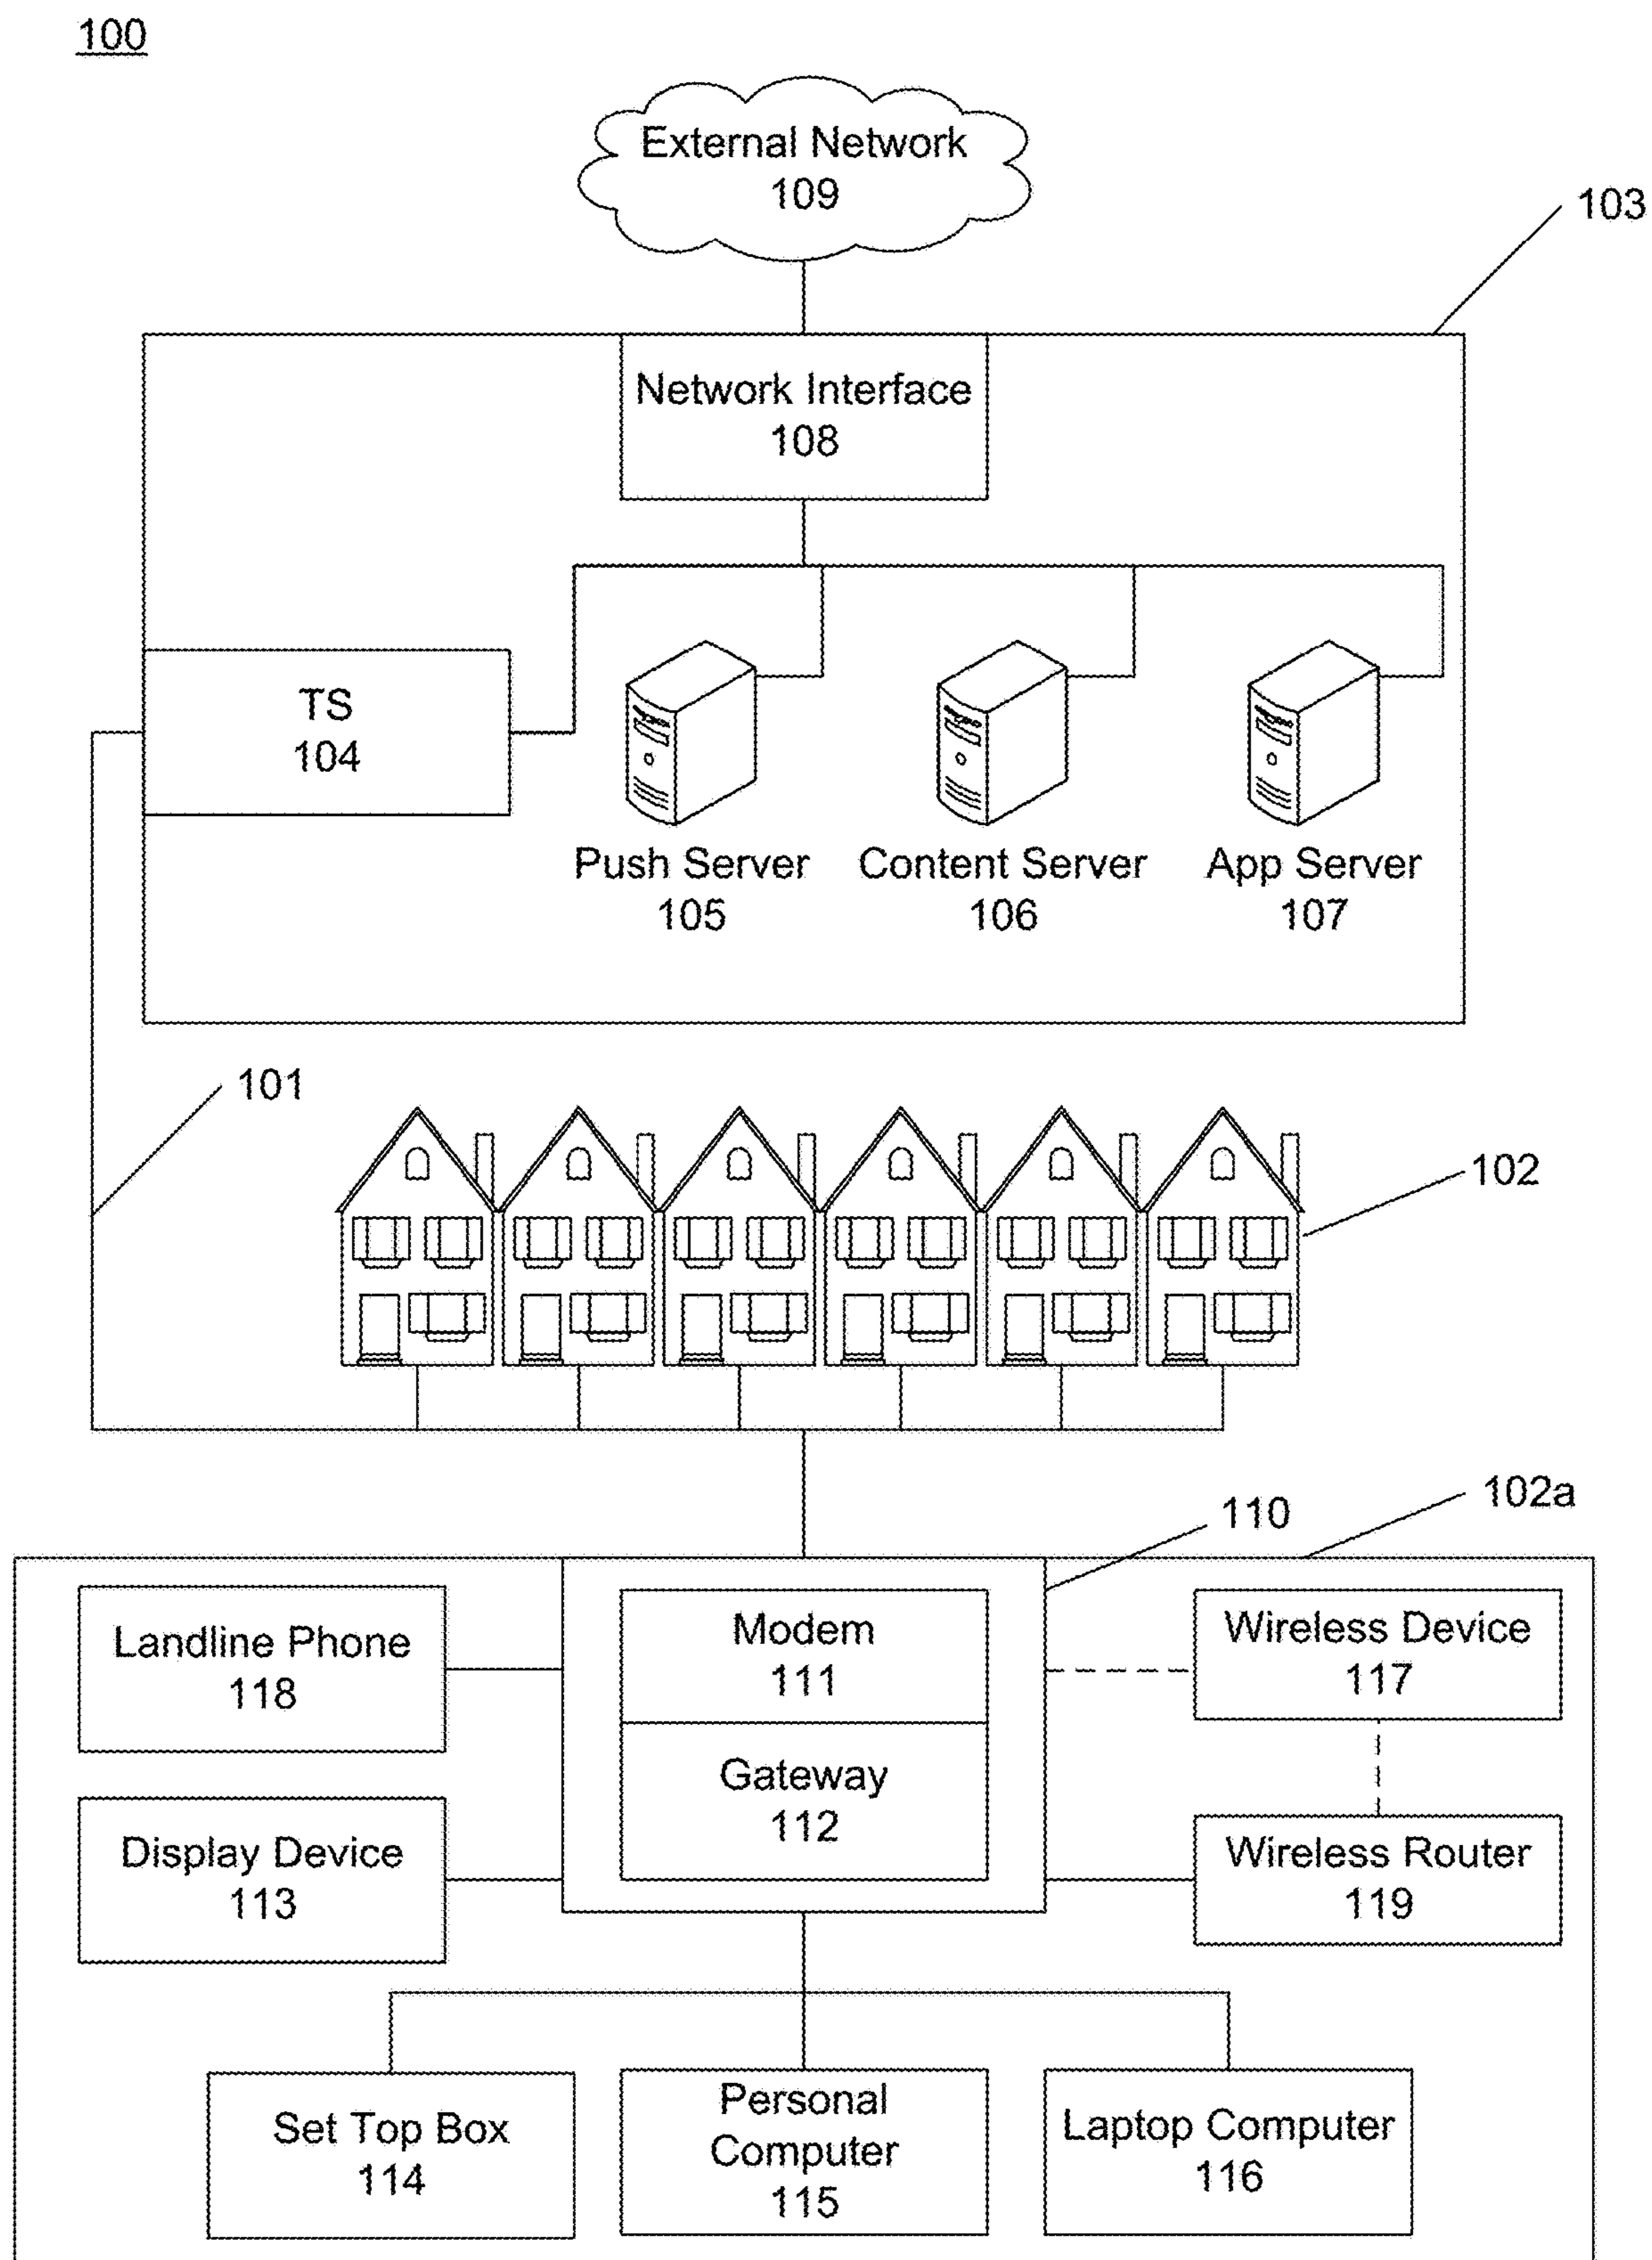 100
External Network
109
103
Network Interface
108
TS
104
Push Server
105
Content Server
106
App Server
107
101
102
102a
110
Landline Phone
118
Modem
111
Wireless Device
117
Gateway
112
Display Device
113
Wireless Router
119
Set Top Box
114
Personal
Computer
115
Laptop Computer
116